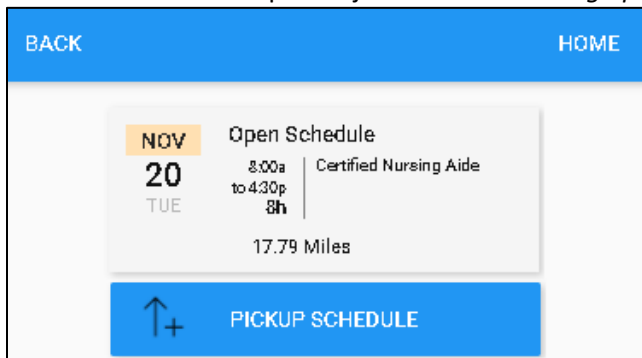 BACK HOME
NOV Open Schedule
20 8:00a Certified Nursing Aide
to 4:30p
TUE 8h
17.79 Miles
PICKUP SCHEDULE